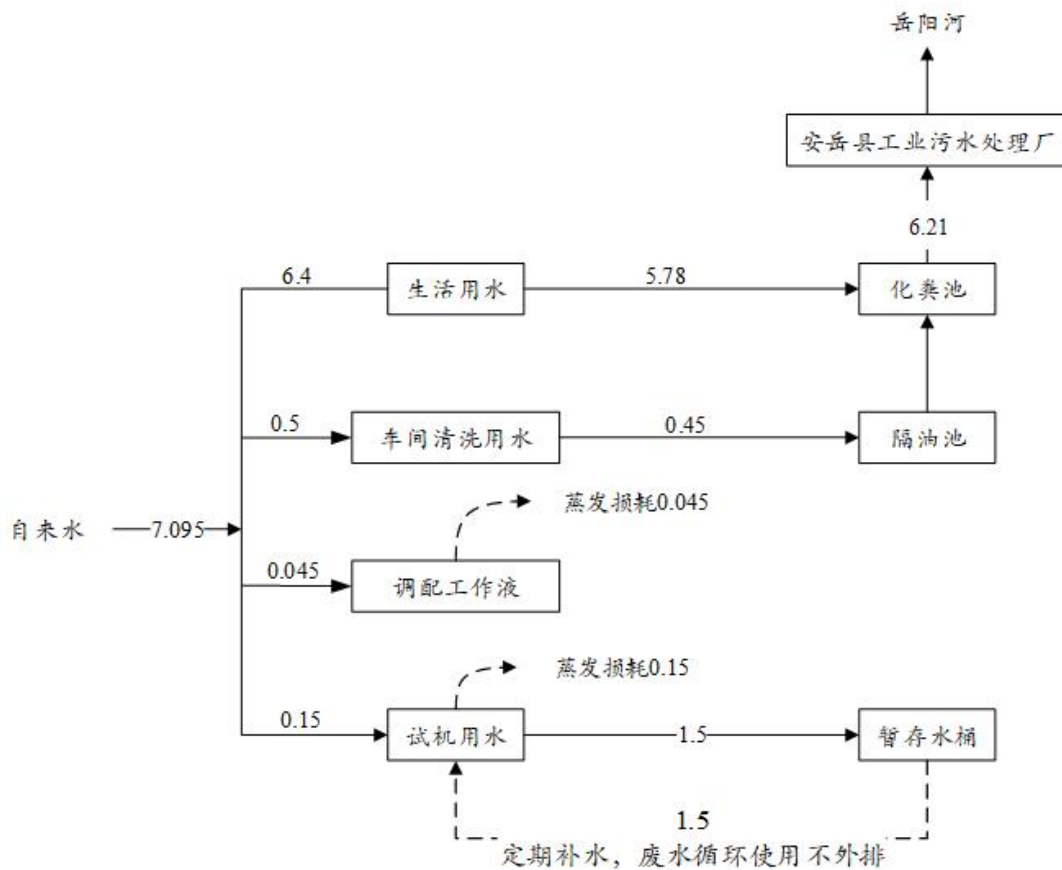 岳阳河
安岳县工业污水处理厂
6.21
6.4
生活用水
5.78
化粪池
0.5
车间清洗用水
0.45
隔油池
蒸发损耗0.045
自来水
7.095
0.045
调配工作液
蒸发损耗0.15
0.15
试机用水
1.5
暂存水桶
1.5
定期补水，废水循环使用不外排